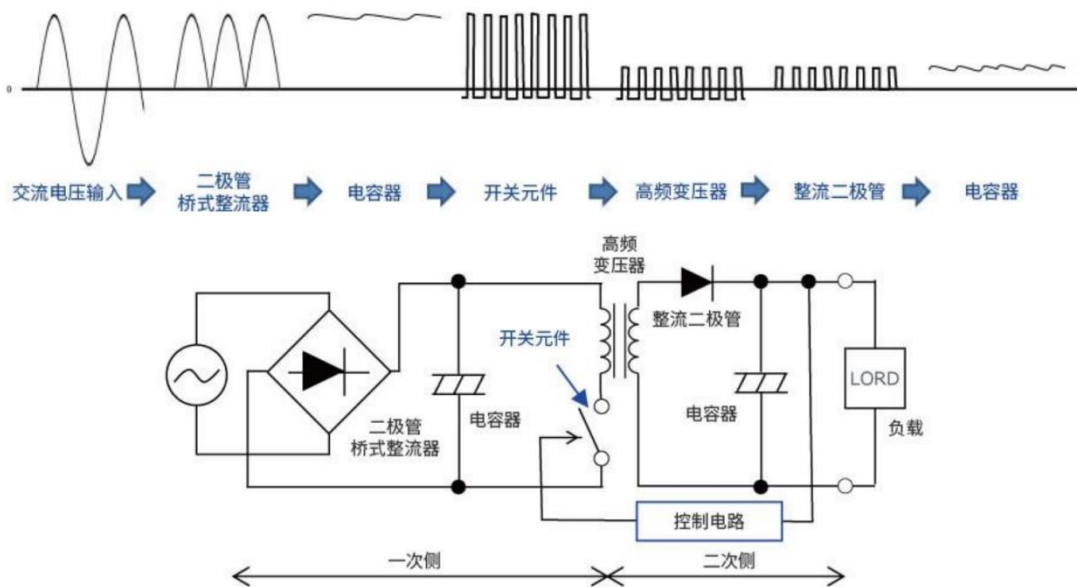 0
交流电压输入
二极管
桥式整流器
电容器
开关元件
高频变压器
整流二极管
电容器
高频
变压器
整流二极管
开关元件
LORD
电容器
电容器
二极管
桥式整流器
负载
控制电路
一次侧
二次侧